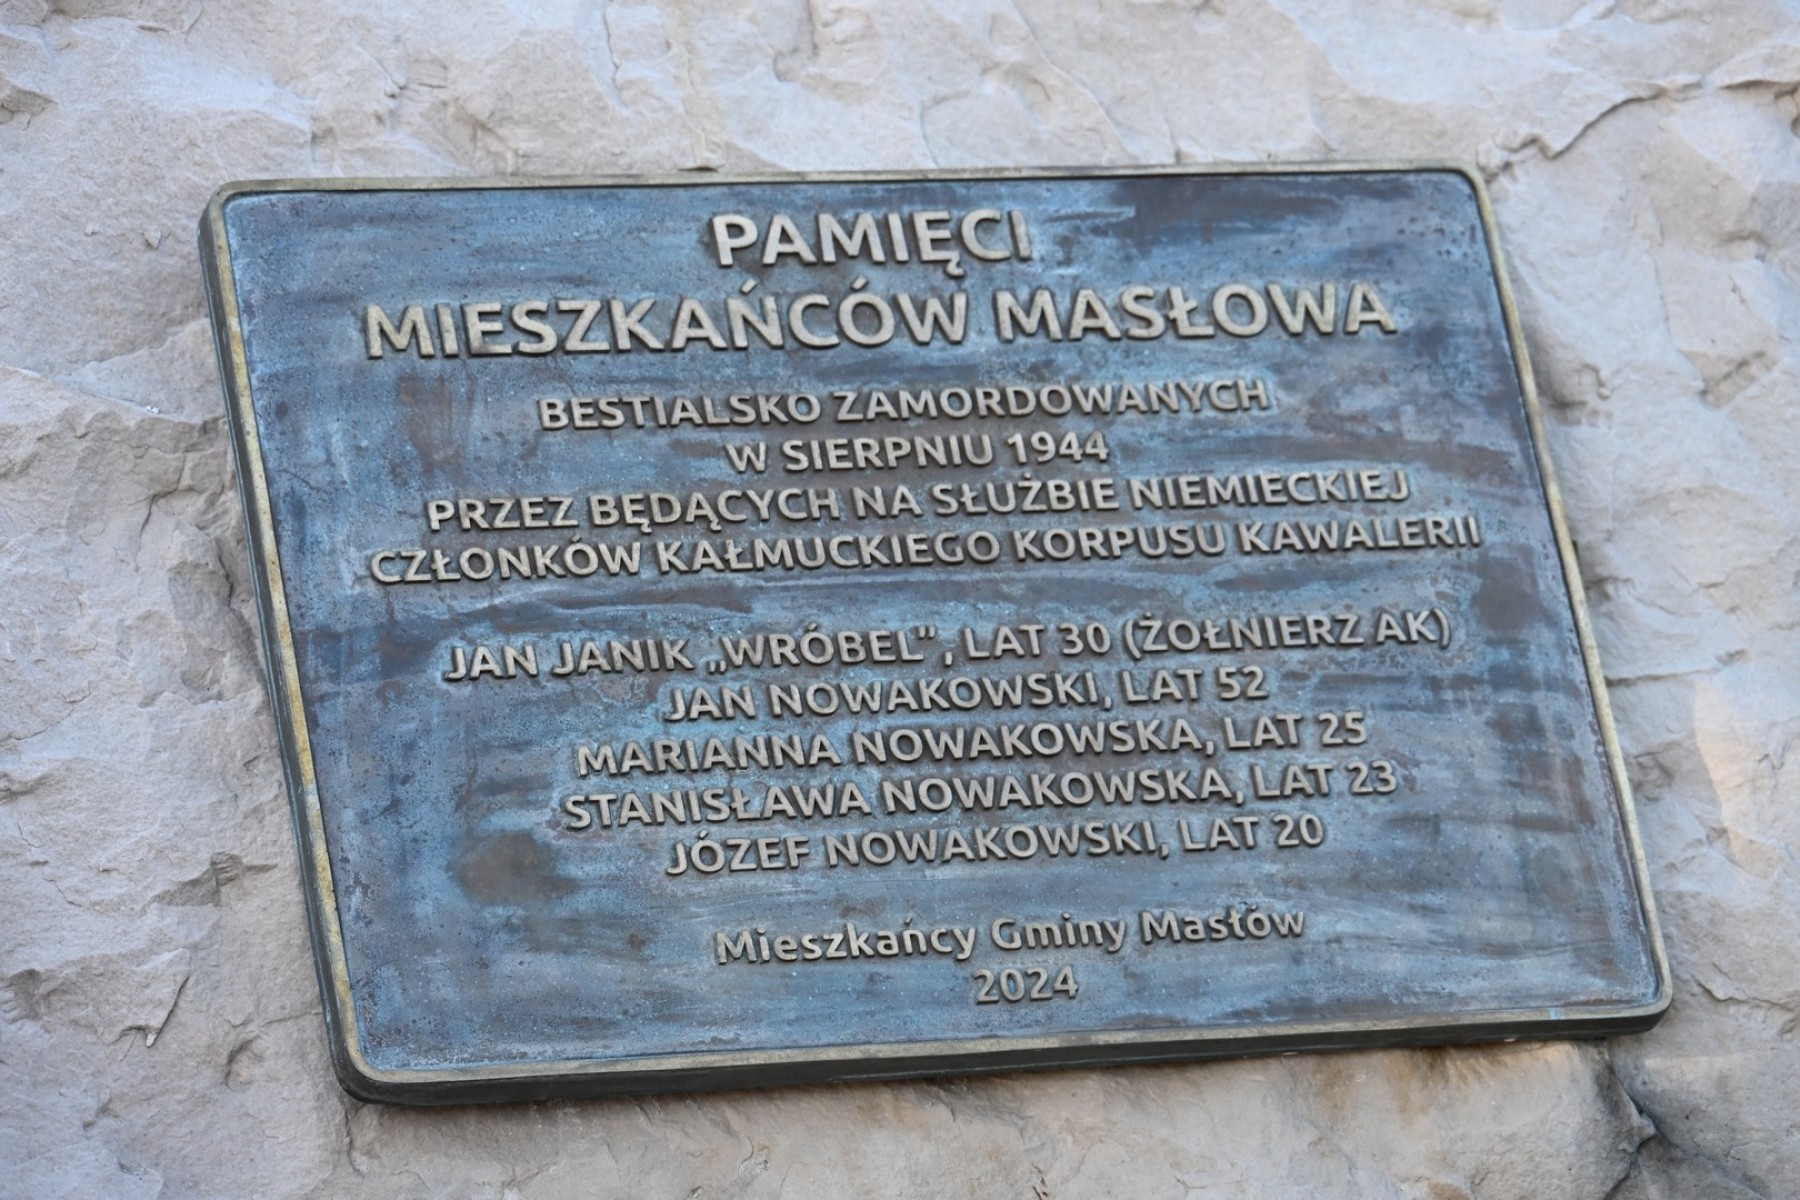 PAMIĘCI
MIESZKAŃCÓW MASŁOWA
BESTIALSKO ZAMORDOWANYCH
W SIERPNIU 1944
PRZEZ BĘDĄCYCH NA SŁUŻBIE NIEMIECKIEJ
CZŁONKÓW KAŁMUCKIEGO KORPUSU KAWALERII
JAN JANIK „WRÓBEL”, LAT 30 (ŻOŁNIERZ AK)
JAN NOWAKOWSKI, LAT 52
MARIANNA NOWAKOWSKA, LAT 25
STANISŁAWA NOWAKOWSKA, LAT 23
JÓZEF NOWAKOWSKI, LAT 20
Mieszkańcy Gminy Masłów
2024